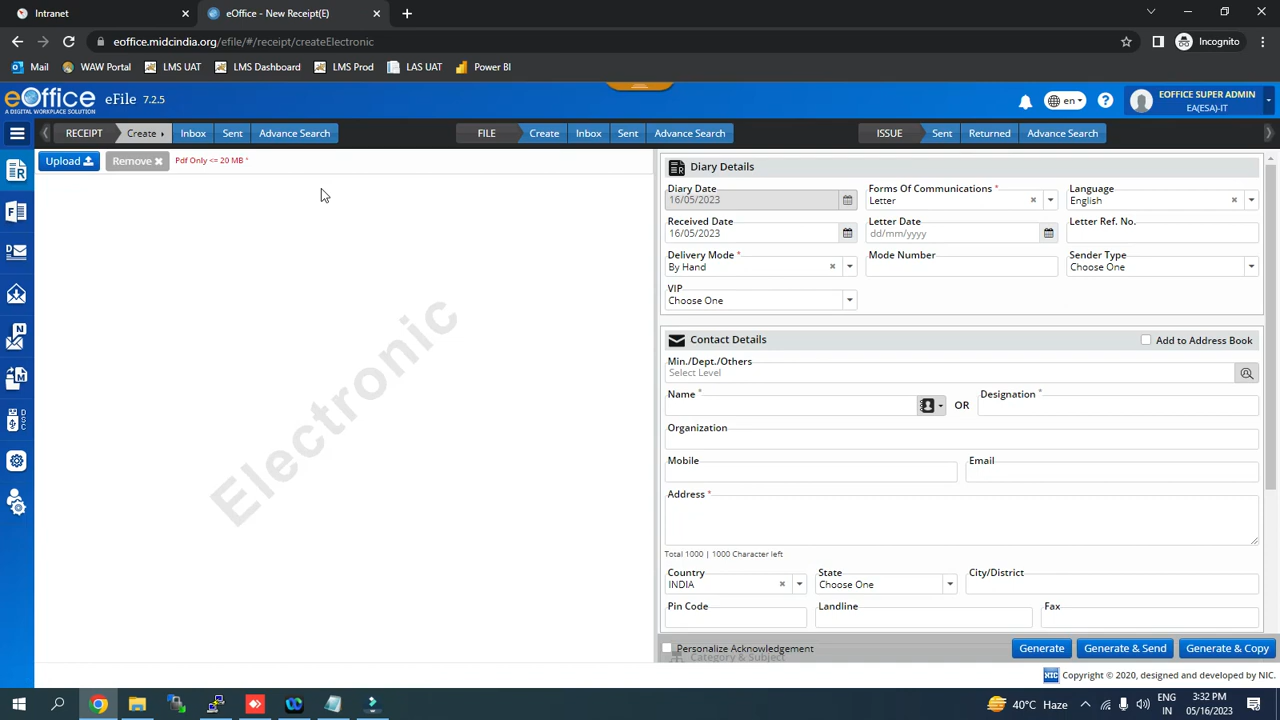 Intranet
eOffice - New Receipt(E)
eoffice.midcindia.org/efile/#/receipt/createElectronic
Incognito
Mail
WAW Portal
LMS UAT
LMS Dashboard
LMS Prod
LAS UAT
Power BI
eOffice
A DIGITAL WORKPLACE SOLUTION
eFile 7.2.5
en
EOFFICE SUPER ADMIN
EA(ESA)-IT
RECEIPT Create Inbox Sent Advance Search
FILE Create Inbox Sent Advance Search
ISSUE Sent Returned Advance Search
Upload
Remove
Pdf Only <= 20 MB *
Electronic
Diary Details
Diary Date
16/05/2023
Forms Of Communications *
Letter
Language
English
Received Date
16/05/2023
Letter Date
dd/mm/yyyy
Letter Ref. No.
Delivery Mode *
By Hand
Mode Number
Sender Type
Choose One
VIP
Choose One
Contact Details
Add to Address Book
Min./Dept./Others
Select Level
Name *
OR
Designation *
Organization
Mobile
Email
Address *
Total 1000 | 1000 Character left
Country
INDIA
State
Choose One
City/District
Pin Code
Landline
Fax
Personalize Acknowledgement
Category & Subject
Generate
Generate & Send
Generate & Copy
NIC
Copyright © 2020, designed and developed by NIC.
DSC
40°C Haze
ENG
IN
3:32 PM
05/16/2023